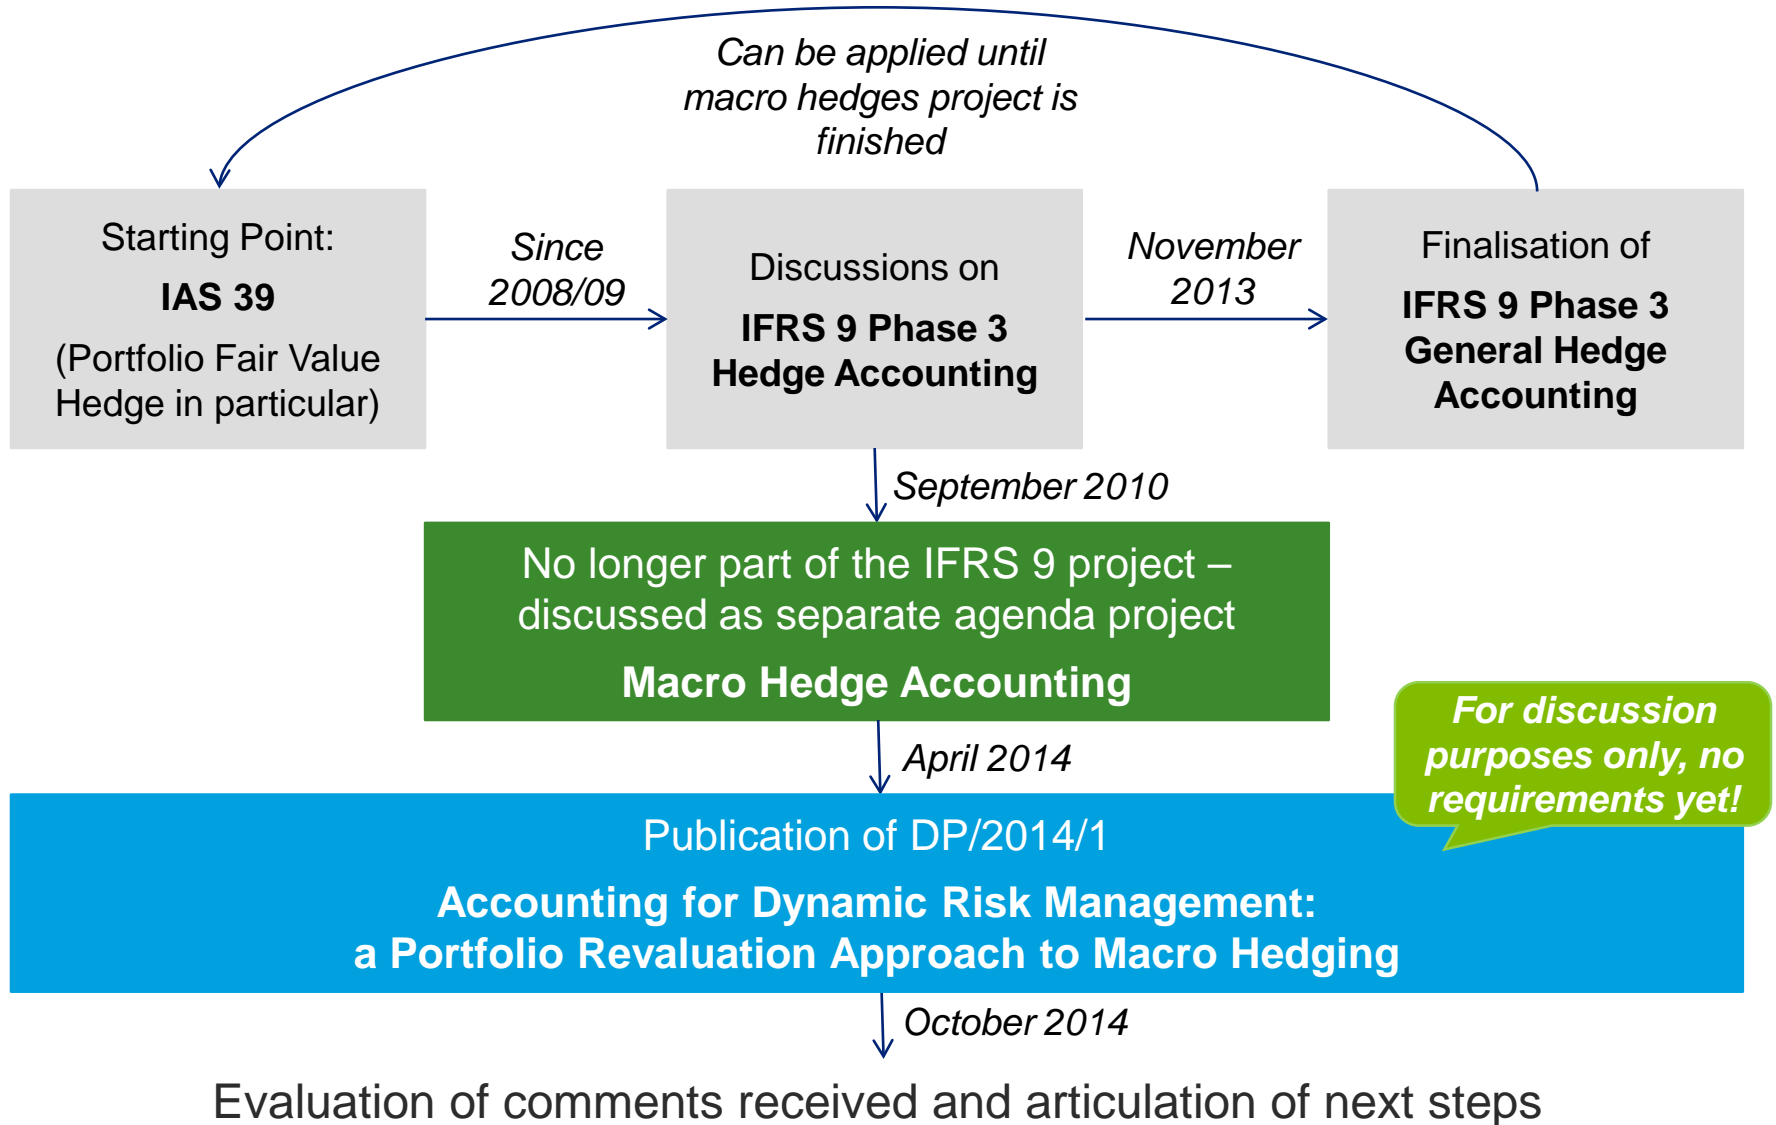 Can be applied until
macro hedges project is
finished
Starting Point:
IAS 39
(Portfolio Fair Value
Hedge in particular)
Since
2008/09
Discussions on
IFRS 9 Phase 3
Hedge Accounting
November
2013
Finalisation of
IFRS 9 Phase 3
General Hedge
Accounting
September 2010
No longer part of the IFRS 9 project –
discussed as separate agenda project
Macro Hedge Accounting
For discussion
purposes only, no
requirements yet!
April 2014
Publication of DP/2014/1
Accounting for Dynamic Risk Management:
a Portfolio Revaluation Approach to Macro Hedging
October 2014
Evaluation of comments received and articulation of next steps